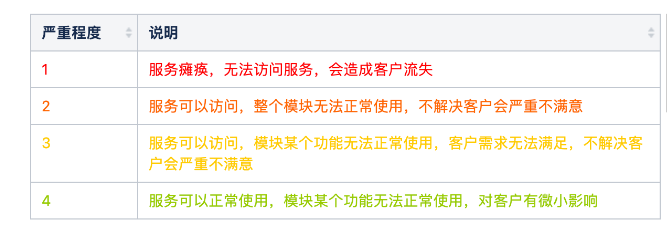 严重程度 说明
1 服务瘫痪，无法访问服务，会造成客户流失
2 服务可以访问，整个模块无法正常使用，不解决客户会严重不满意
3 服务可以访问，模块某个功能无法正常使用，客户需求无法满足，不解决客
户会严重不满意
4 服务可以正常使用，模块某个功能无法正常使用，对客户有微小影响